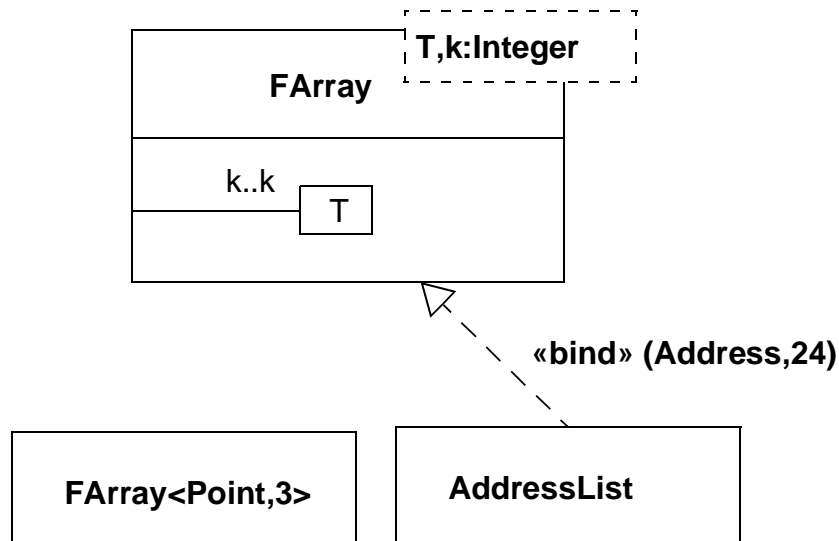 T,k:Integer
FArray
k..k
T
«bind» (Address,24)
FArray<Point,3>
AddressList